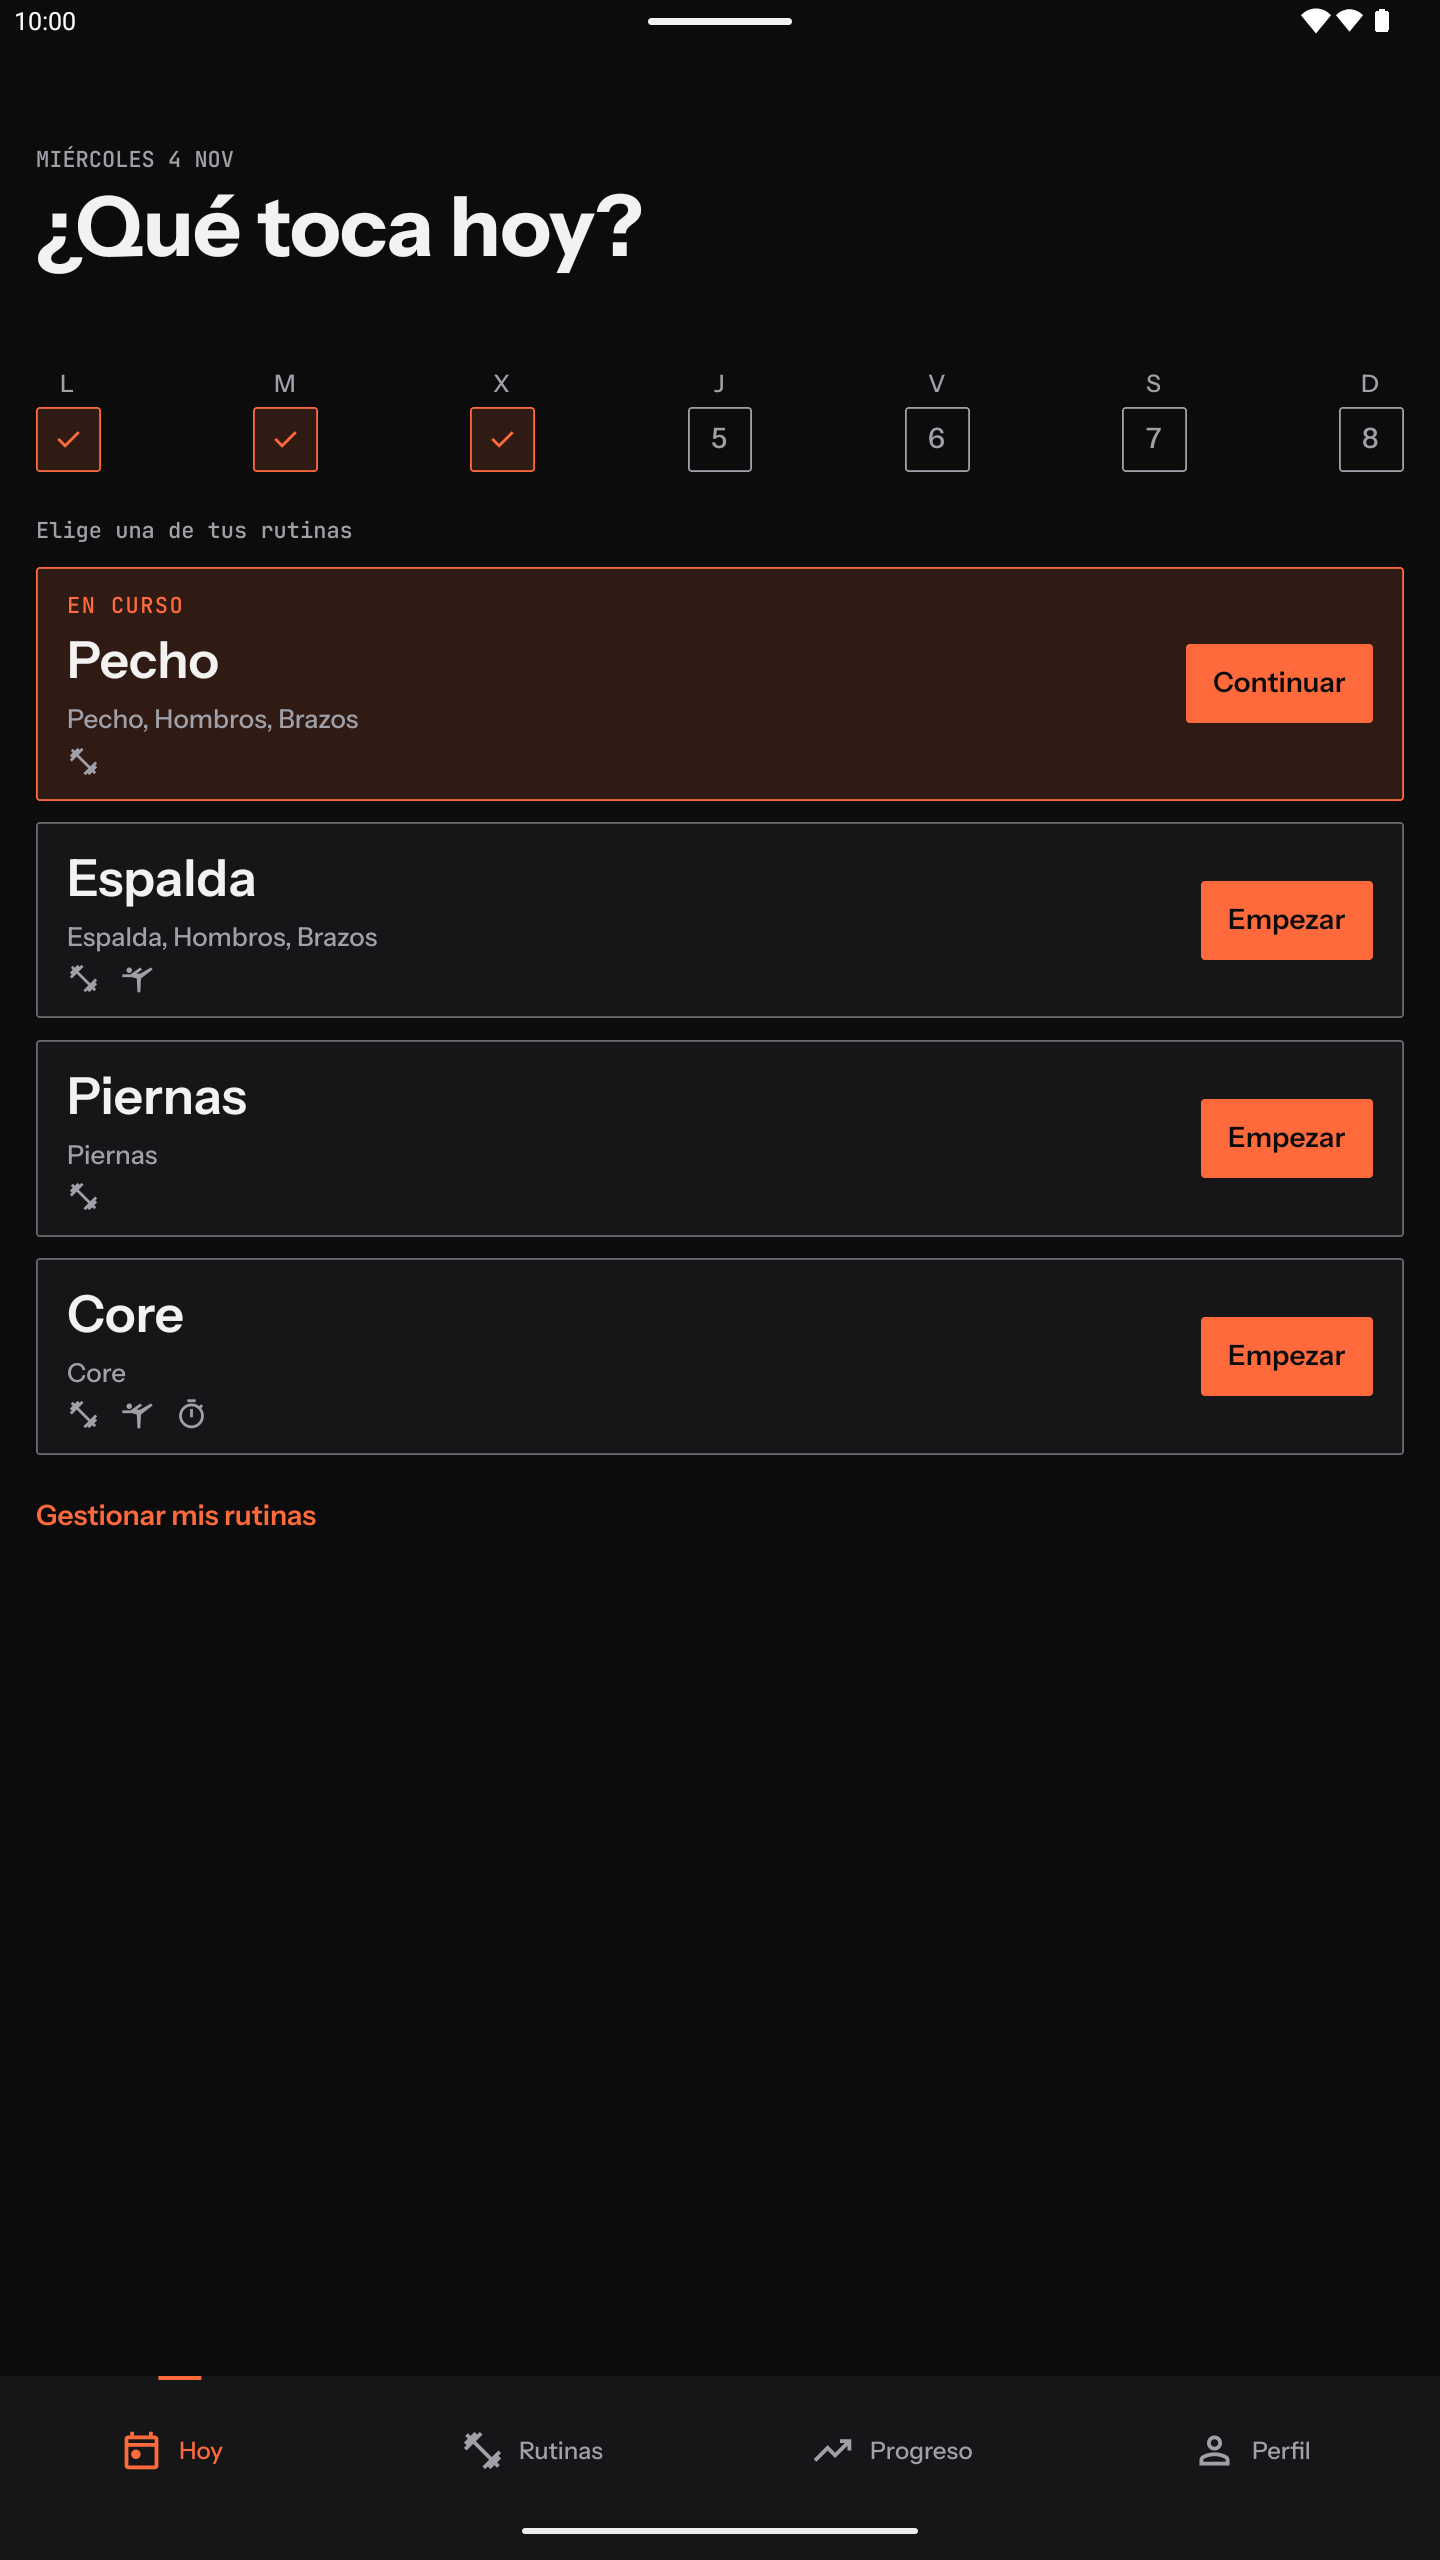 10:00
MIÉRCOLES 4 NOV
¿Qué toca hoy?
L M X J V S D
5 6 7 8
Elige una de tus rutinas
EN CURSO
Pecho
Pecho, Hombros, Brazos
Continuar
Espalda
Espalda, Hombros, Brazos
Empezar
Piernas
Piernas
Empezar
Core
Core
Empezar
Gestionar mis rutinas
Hoy Rutinas Progreso Perfil